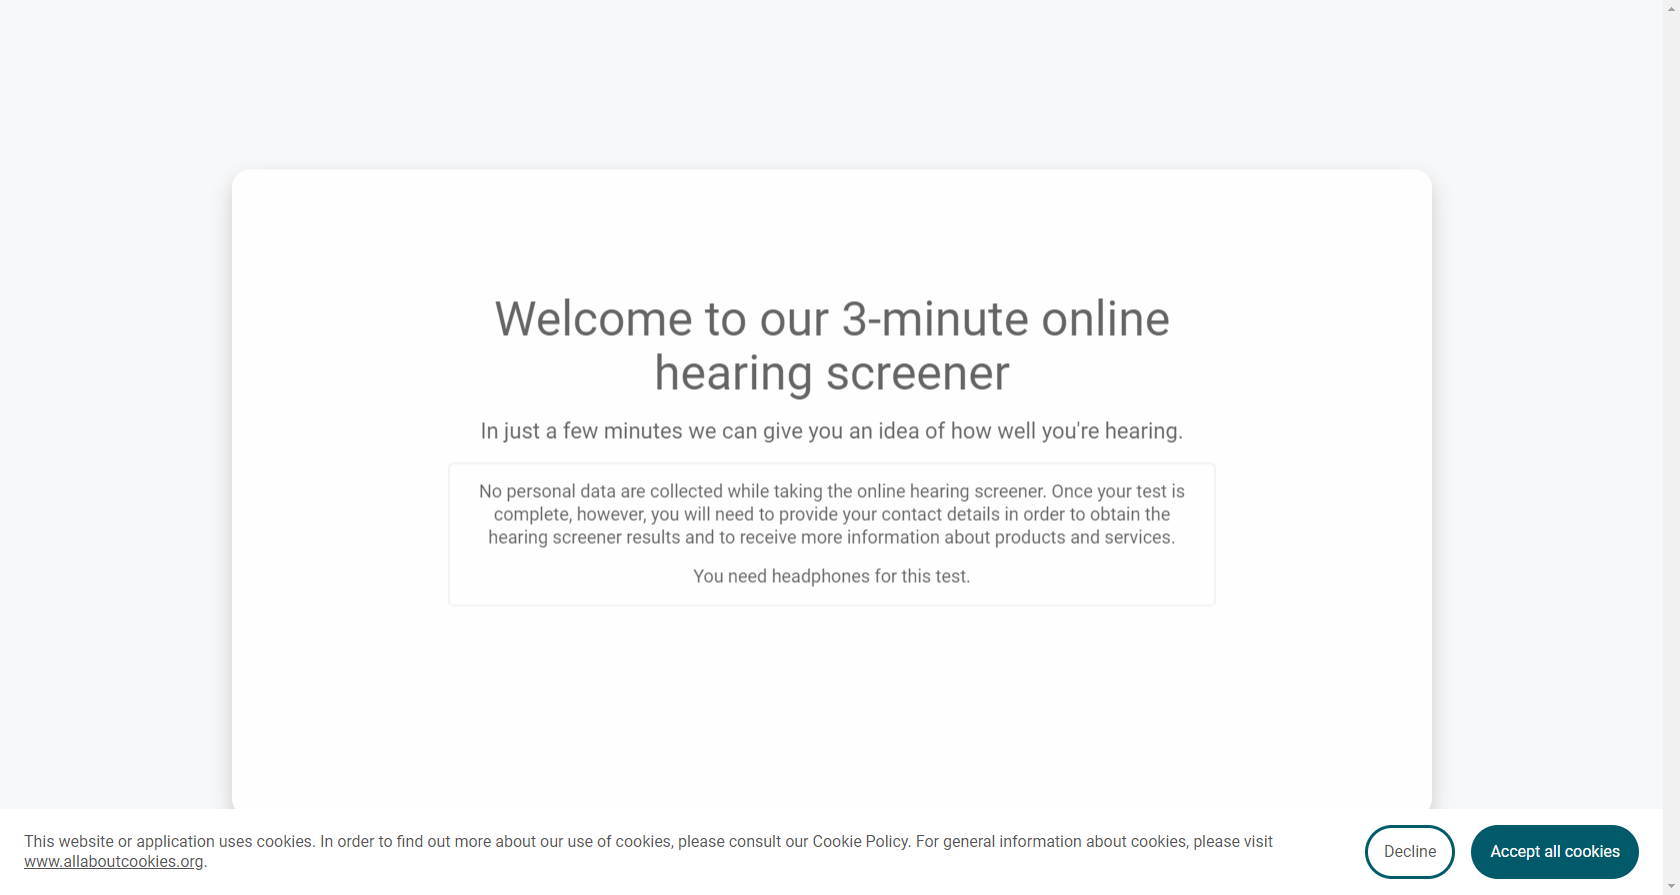 Welcome to our 3-minute online
hearing screener
In just a few minutes we can give you an idea of how well you're hearing.
No personal data are collected while taking the online hearing screener. Once your test is
complete, however, you will need to provide your contact details in order to obtain the
hearing screener results and to receive more information about products and services.
You need headphones for this test.
This website or application uses cookies. In order to find out more about our use of cookies, please consult our Cookie Policy. For general information about cookies, please visit
www.allaboutcookies.org.
Decline
Accept all cookies